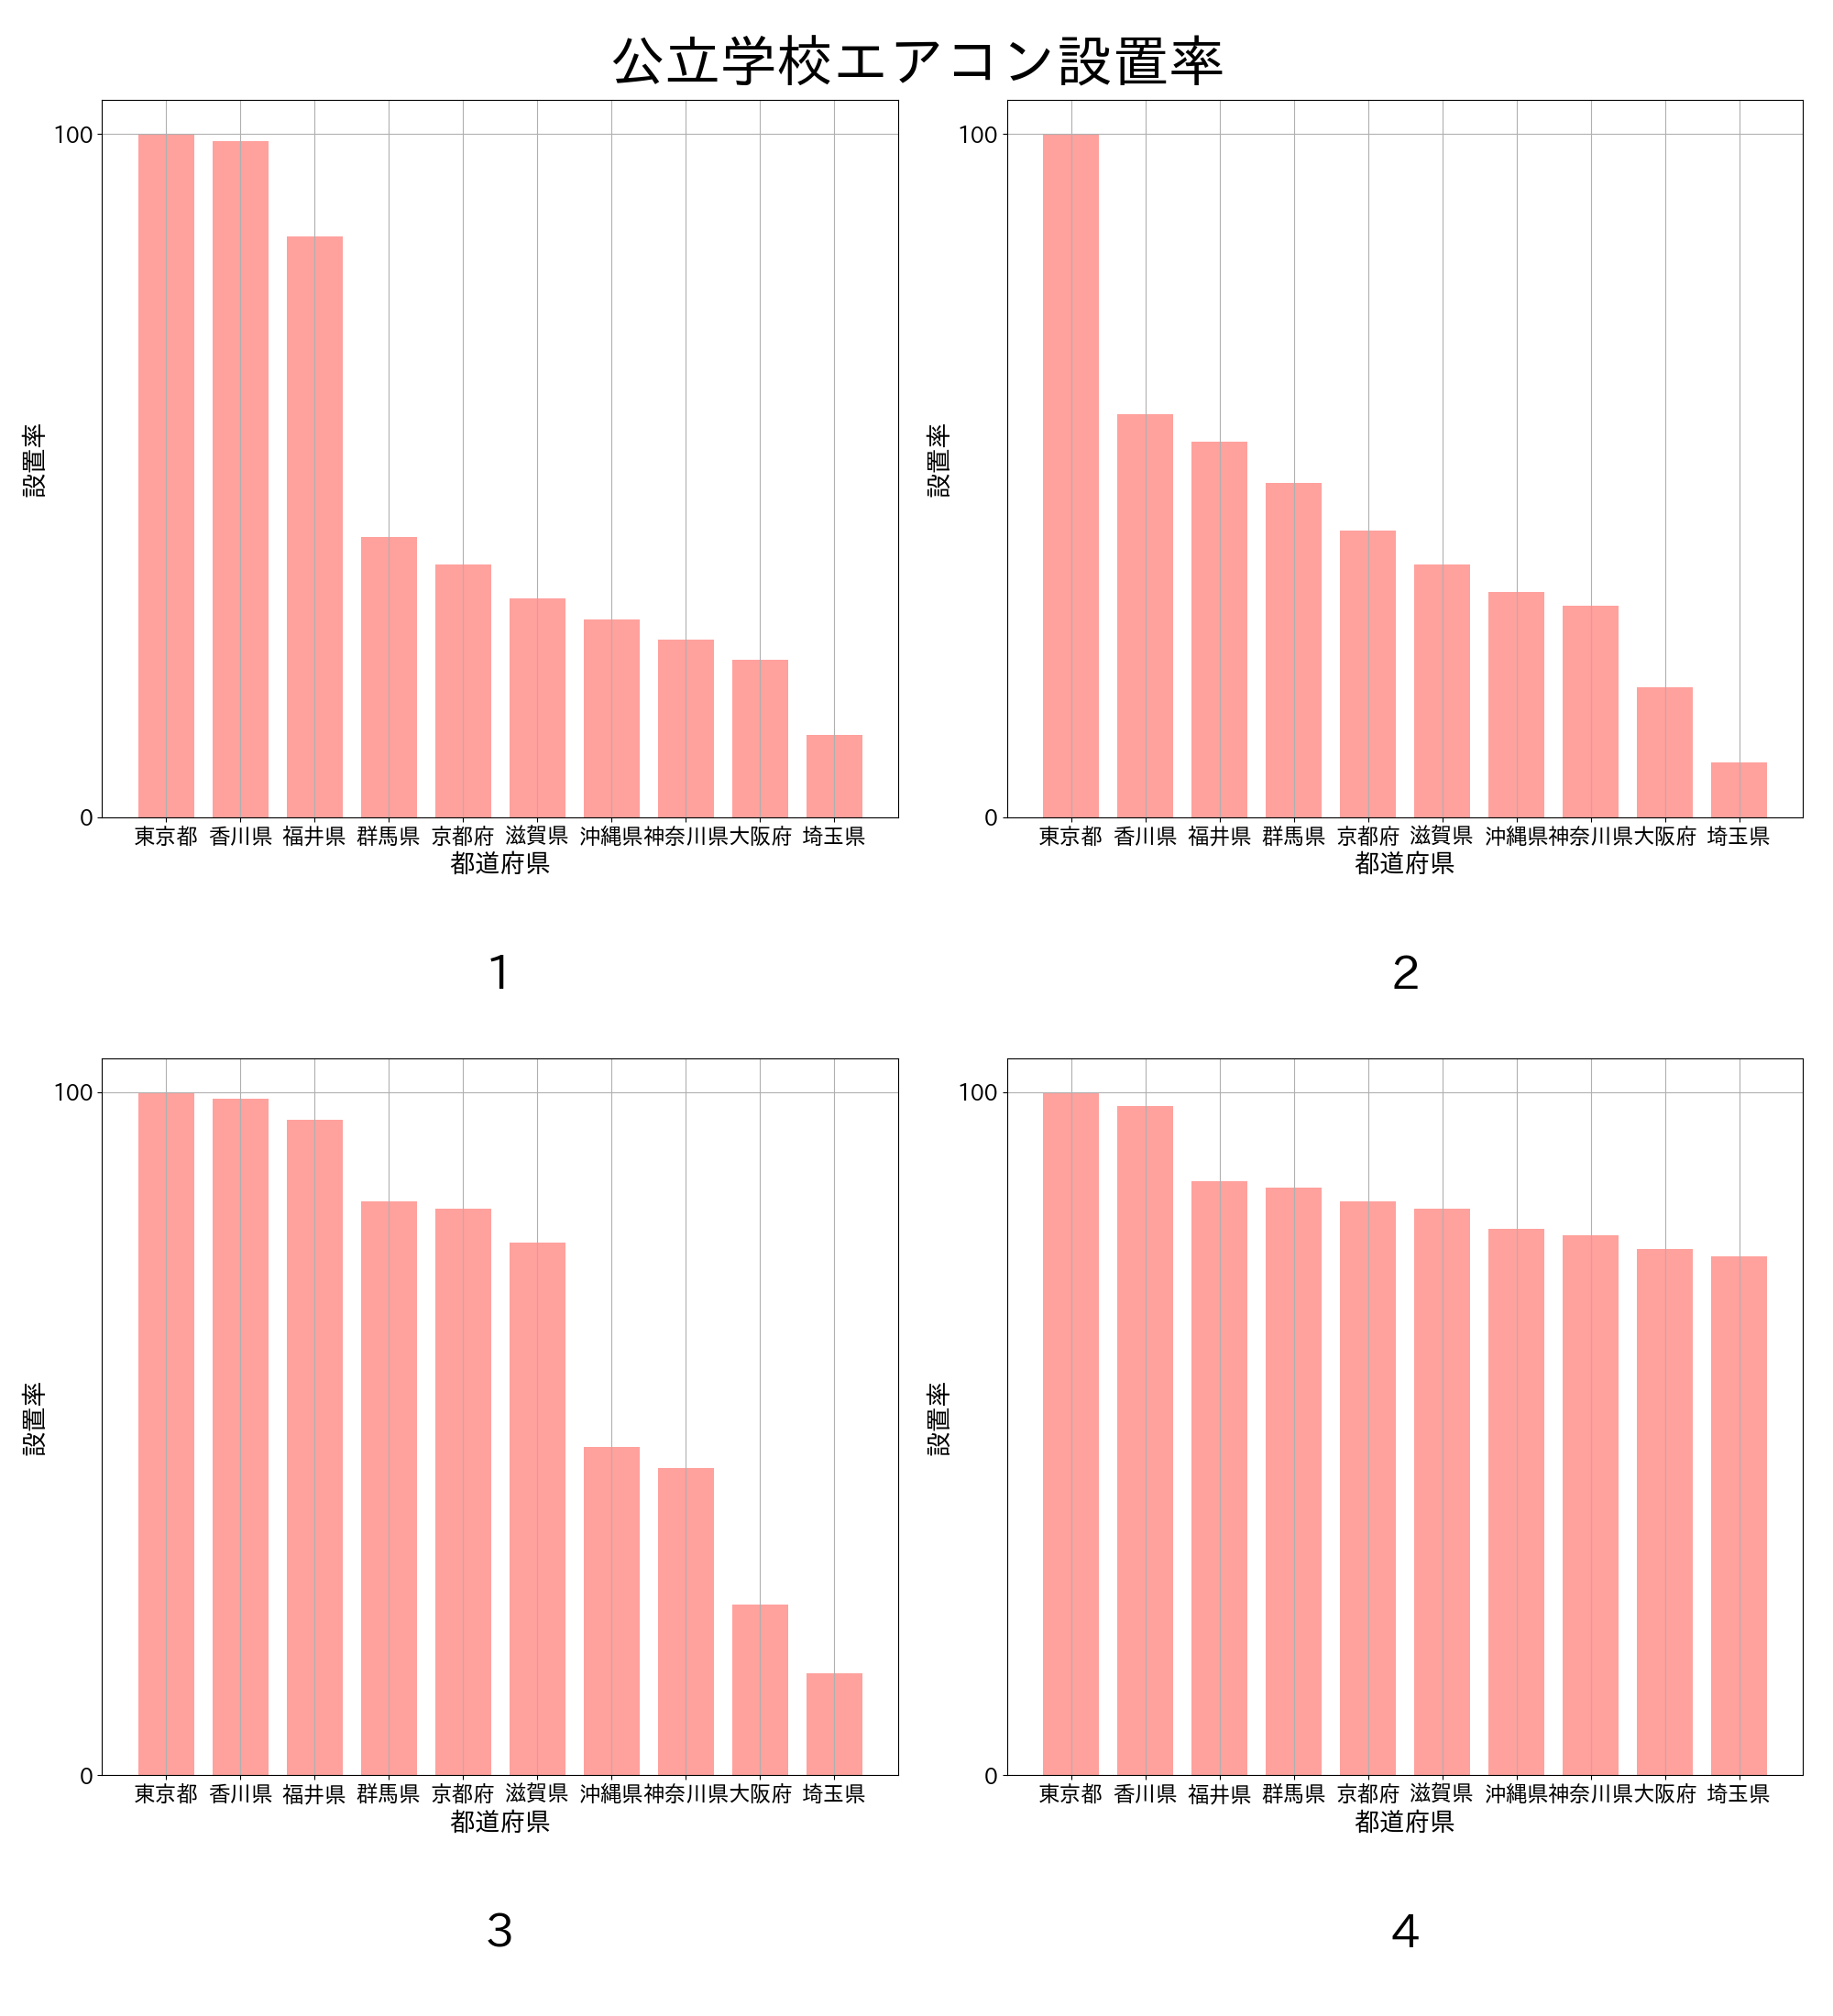 公立学校エアコン設置率
100
設置率
0
東京都 香川県 福井県 群馬県 京都府 滋賀県 沖縄県 神奈川県 大阪府 埼玉県
都道府県
1
100
設置率
0
東京都 香川県 福井県 群馬県 京都府 滋賀県 沖縄県 神奈川県 大阪府 埼玉県
都道府県
2
100
設置率
0
東京都 香川県 福井県 群馬県 京都府 滋賀県 沖縄県 神奈川県 大阪府 埼玉県
都道府県
3
100
設置率
0
東京都 香川県 福井県 群馬県 京都府 滋賀県 沖縄県 神奈川県 大阪府 埼玉県
都道府県
4